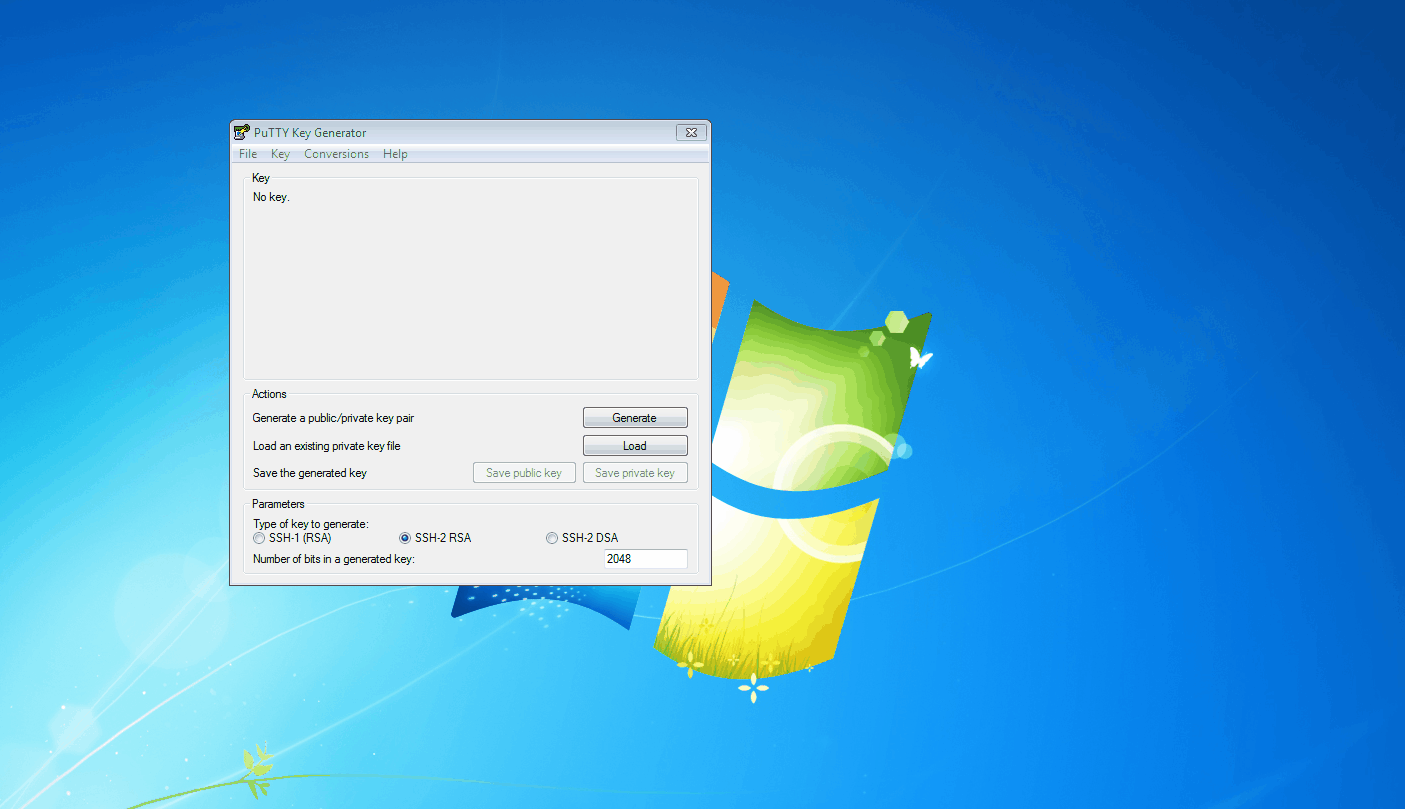 PuTTY Key Generator
File Key Conversions Help
Key
No key.
Actions
Generate a public/private key pair
Generate
Load an existing private key file
Load
Save the generated key
Save public key
Save private key
Parameters
Type of key to generate:
SSH-1 (RSA) SSH-2 RSA SSH-2 DSA
Number of bits in a generated key:
2048